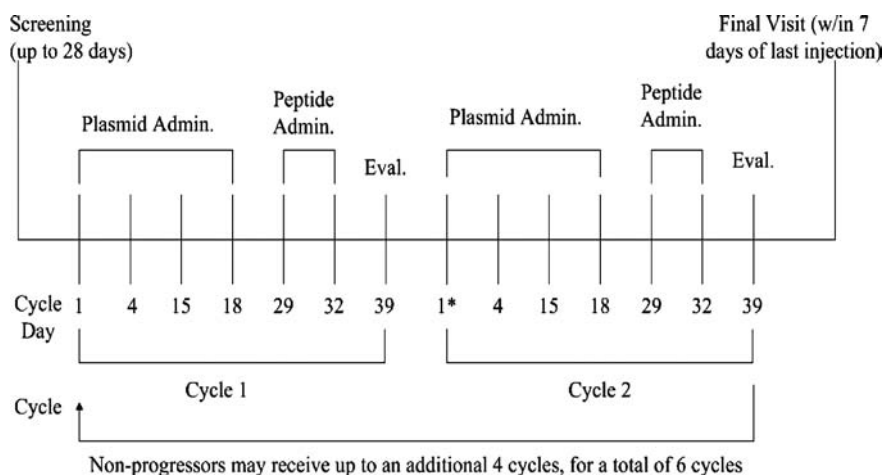 Screening
(up to 28 days)
Final Visit (w/in 7
days of last injection)
Plasmid Admin.
Peptide
Admin.
Eval.
Plasmid Admin.
Peptide
Admin.
Eval.
Cycle
Day
1 4 15 18 29 32 39 1* 4 15 18 29 32 39
Cycle 1
Cycle 2
Cycle
Non-progressors may receive up to an additional 4 cycles, for a total of 6 cycles